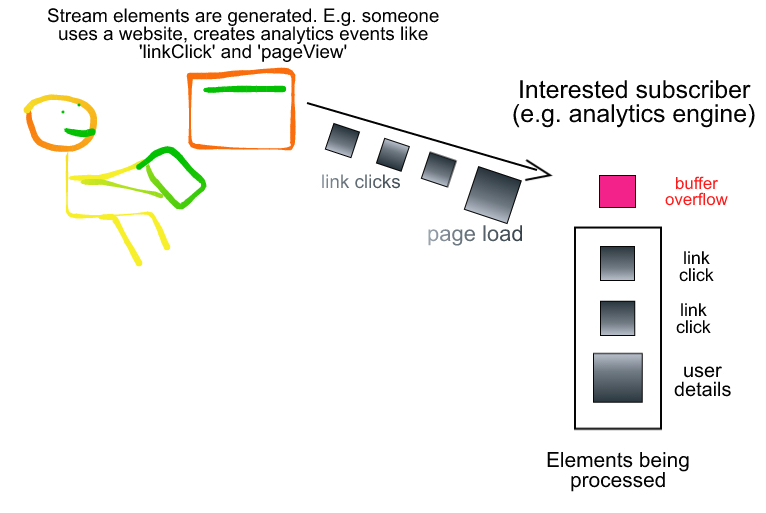 Stream elements are generated. E.g. someone
uses a website, creates analytics events like
'linkClick' and 'pageView'
Interested subscriber
(e.g. analytics engine)
link clicks
page load
buffer
overflow
link
click
link
click
user
details
Elements being
processed